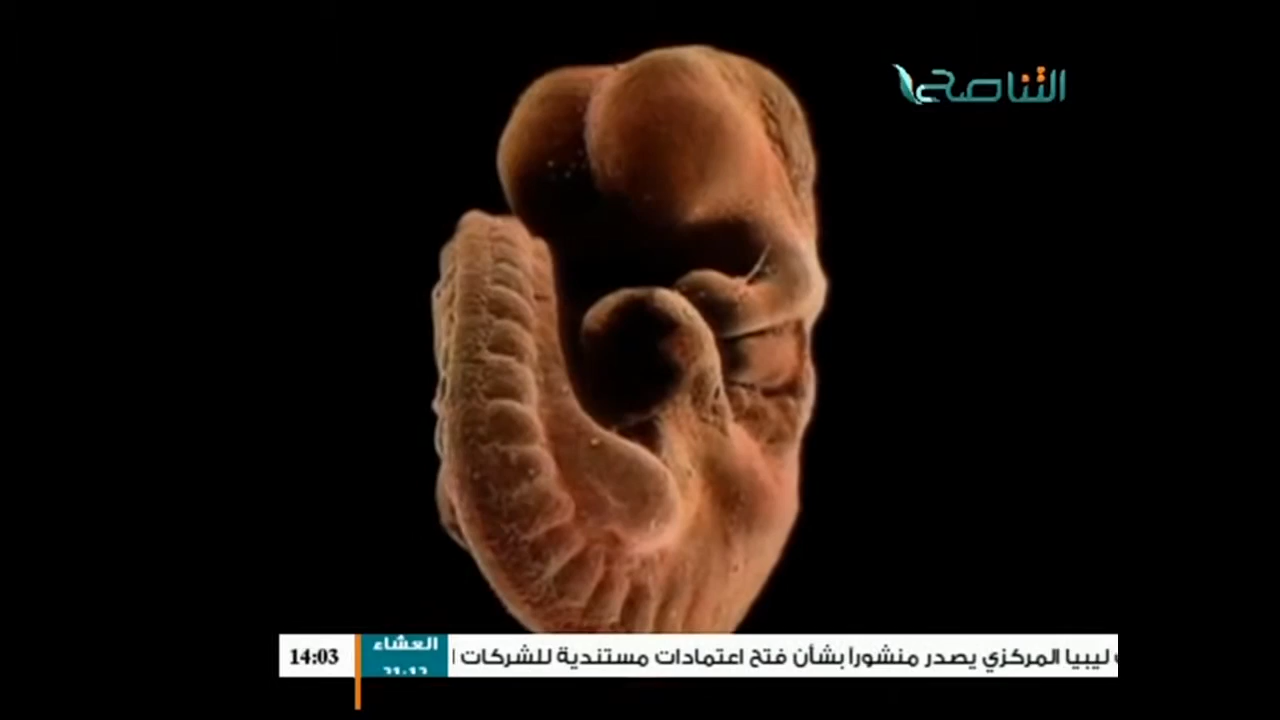 التناصح
14:03
العشاء
ليبيا المركزي يصدر منشوراً بشأن فتح اعتمادات مستندية للشركات